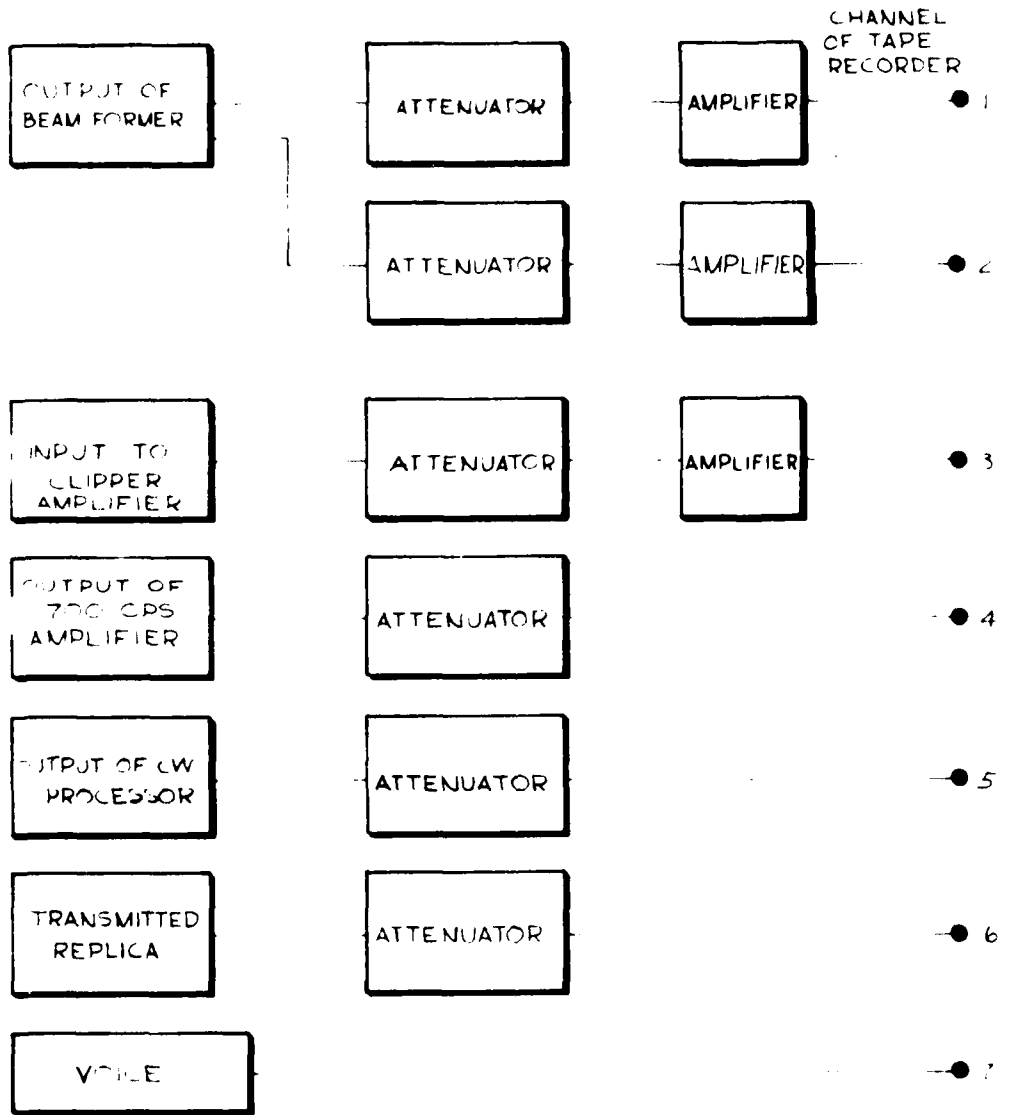 CHANNEL
OF TAPE
RECORDER
OUTPUT OF
BEAM FORMER
ATTENUATOR
AMPLIFIER
1
ATTENUATOR
AMPLIFIER
2
INPUT TO
CLIPPER
AMPLIFIER
ATTENUATOR
AMPLIFIER
3
OUTPUT OF
700 CPS
AMPLIFIER
ATTENUATOR
4
OUTPUT OF CW
PROCESSOR
ATTENUATOR
5
TRANSMITTED
REPLICA
ATTENUATOR
6
VOICE
7